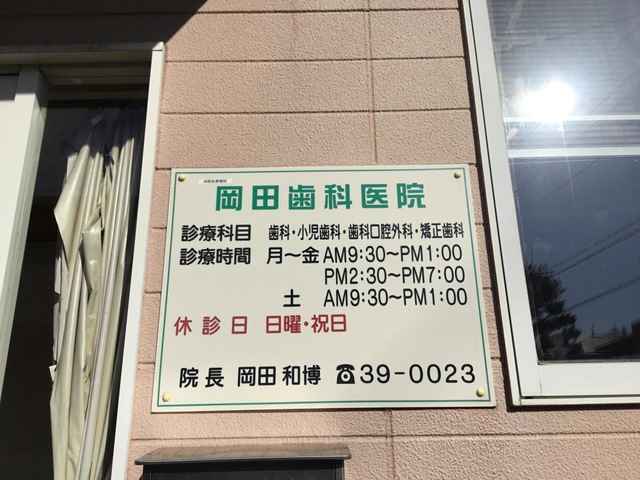 岡田歯科医院
診療科目 歯科・小児歯科・歯科口腔外科・矯正歯科
診療時間 月〜金 AM9:30〜PM1:00
PM2:30〜PM7:00
土 AM9:30〜PM1:00
休診日 日曜・祝日
院長 岡田和博 ☎39-0023